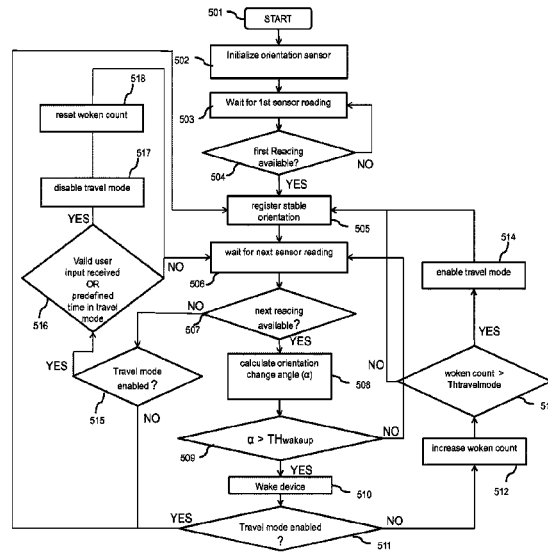 501
START
502
Initialize orientation sensor
503
Wait for 1st sensor reading
504
first Reading
available?
NO
YES
register stable
orientation
505
wait for next sensor reading
506
NO
507
next reading
available?
YES
calculate orientation
change angle (α)
508
509
α > THwakeup
NO
YES
Wake device
510
YES
Travel mode enabled
?
511
NO
518
reset woken count
517
disable travel mode
YES
Valid user
input received
OR
predefined
time in travel
mode
516
NO
YES
Travel mode
enabled ?
515
NO
514
enable travel mode
YES
NO
woken count >
Thtravelmode
51
increase woken count
512